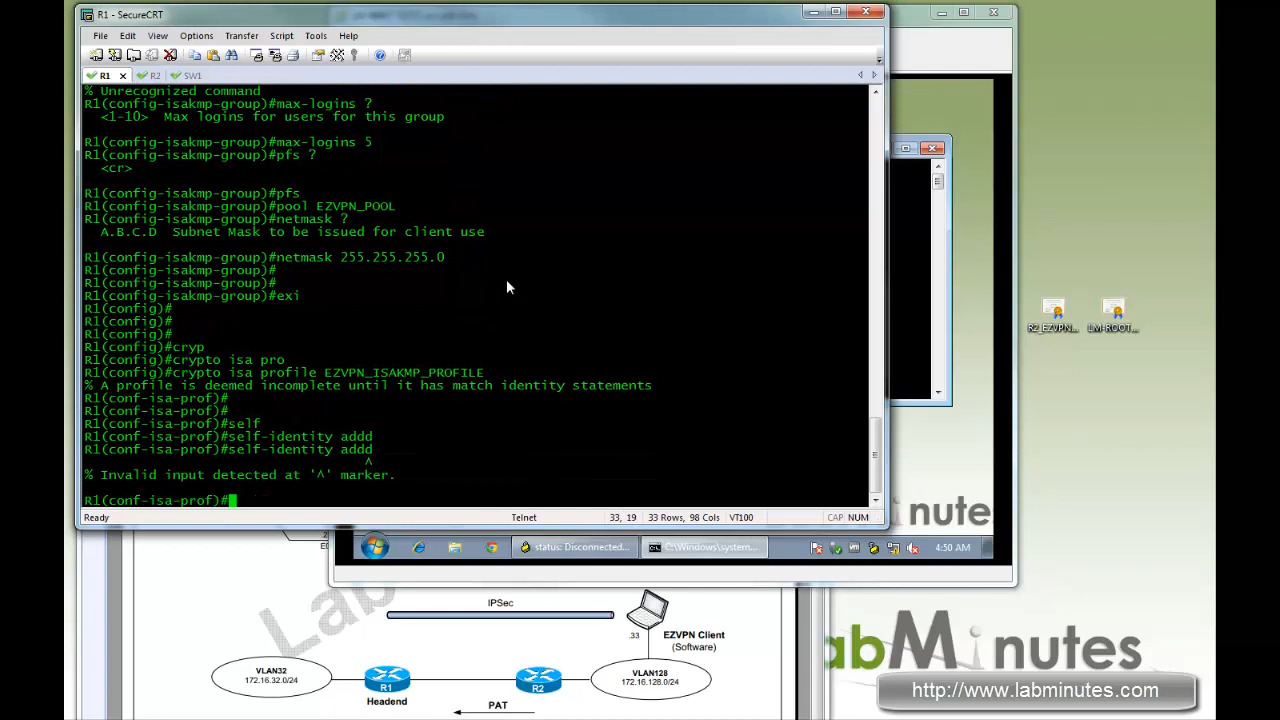 R1 - SecureCRT
File Edit View Options Transfer Script Tools Help
R1 R2 SW1
% Unrecognized command
R1(config-isakmp-group)#max-logins ?
<1-10> Max logins for users for this group
R1(config-isakmp-group)#max-logins 5
R1(config-isakmp-group)#pfs ?
<cr>
R1(config-isakmp-group)#pfs
R1(config-isakmp-group)#pool EZVPN_POOL
R1(config-isakmp-group)#netmask ?
A.B.C.D Subnet Mask to be issued for client use
R1(config-isakmp-group)#netmask 255.255.255.0
R1(config-isakmp-group)#
R1(config-isakmp-group)#
R1(config-isakmp-group)#exi
R1(config)#
R1(config)#
R1(config)#
R1(config)#cryp
R1(config)#crypto isa pro
R1(config)#crypto isa profile EZVPN_ISAKMP_PROFILE
% A profile is deemed incomplete until it has match identity statements
R1(conf-isa-prof)#
R1(conf-isa-prof)#
R1(conf-isa-prof)#self
R1(conf-isa-prof)#self-identity addd
R1(conf-isa-prof)#self-identity addd
^
% Invalid input detected at '^' marker.
R1(conf-isa-prof)#
Ready Telnet 33, 19 33 Rows, 98 Cols VT100 CAP NUM
R2_EZVPN... LM-ROOT...
nute
status: Disconnected... C:\Windows\system... 4:50 AM
Lab
IPSec
.33
EZVPN Client
(Software)
VLAN32
172.16.32.0/24
R1
Headend
R2
VLAN128
172.16.128.0/24
PAT
abMinutes
http://www.labminutes.com